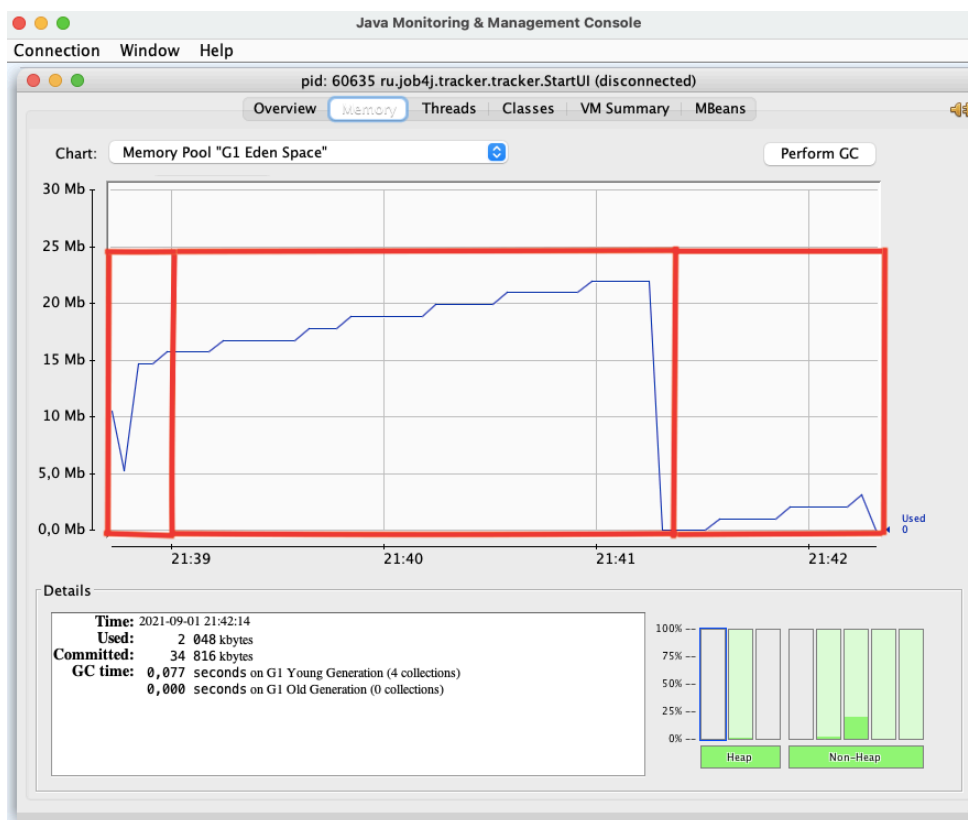 Java Monitoring & Management Console
Connection Window Help
pid: 60635 ru.job4j.tracker.tracker.StartUI (disconnected)
Overview Memory Threads Classes VM Summary MBeans
Chart: Memory Pool "G1 Eden Space" Perform GC
30 Mb
25 Mb
20 Mb
15 Mb
10 Mb
5,0 Mb
0,0 Mb
Used
0
21:39 21:40 21:41 21:42
Details
Time: 2021-09-01 21:42:14
Used: 2 048 kbytes
Committed: 34 816 kbytes
GC time: 0,077 seconds on G1 Young Generation (4 collections)
0,000 seconds on G1 Old Generation (0 collections)
100% --
75% --
50% --
25% --
0% --
Heap Non-Heap